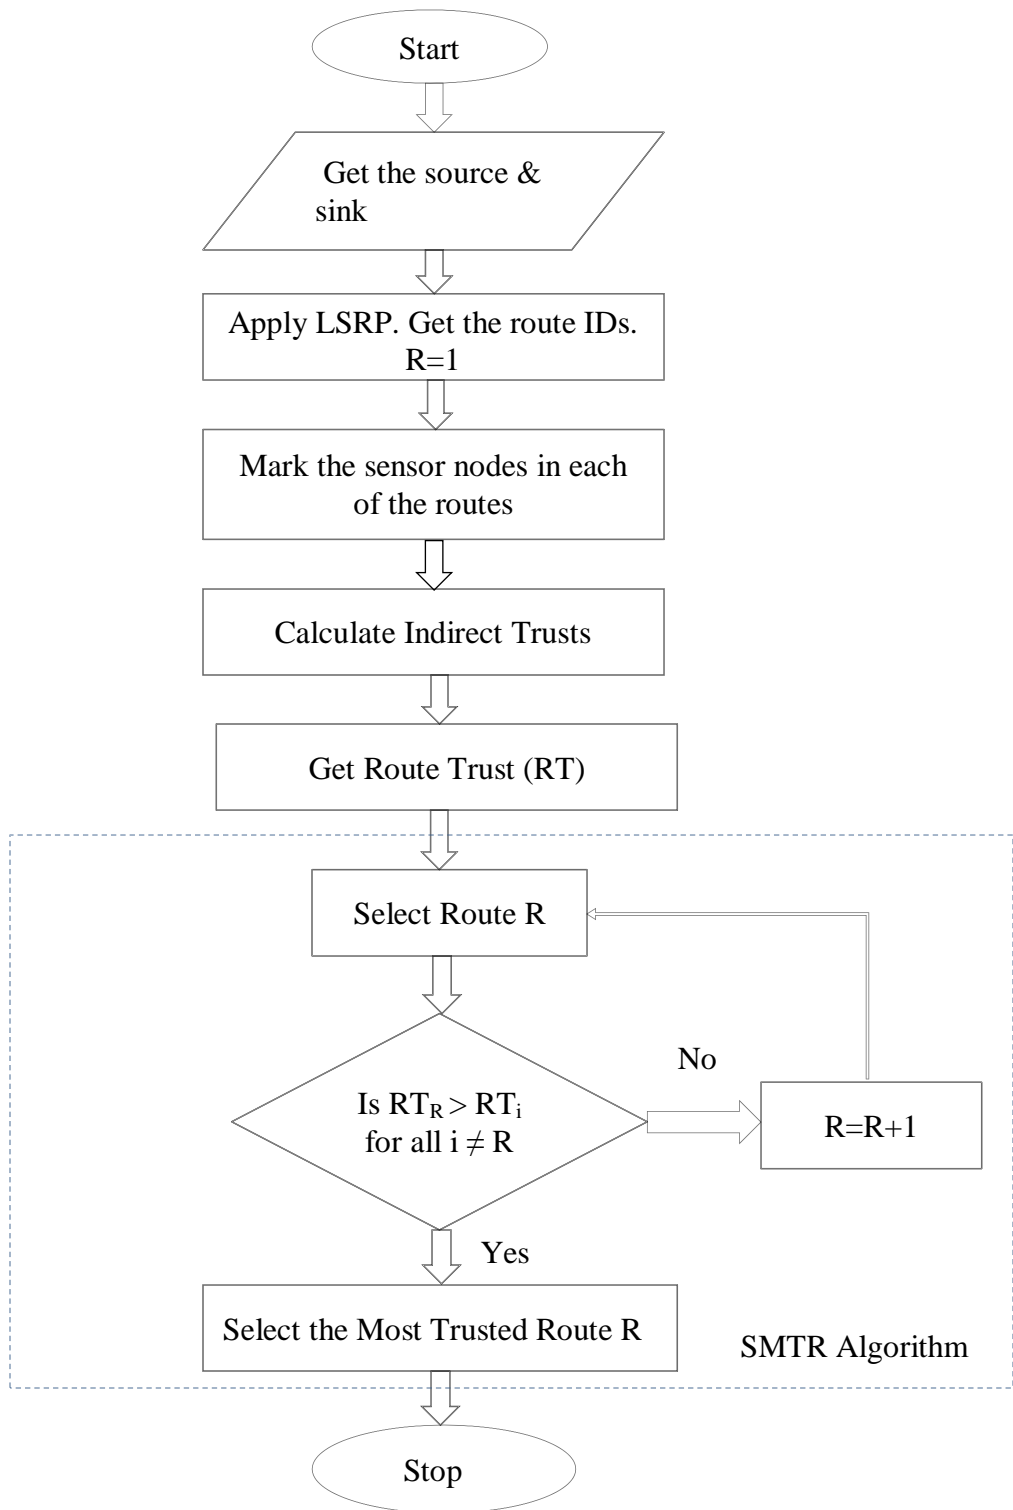 Start
Get the source &
sink
Apply LSRP. Get the route IDs.
R=1
Mark the sensor nodes in each
of the routes
Calculate Indirect Trusts
Get Route Trust (RT)
Select Route R
No
Is RT_R > RT_i
for all i ≠ R
R=R+1
Yes
Select the Most Trusted Route R
SMTR Algorithm
Stop